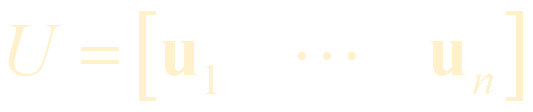 U = [u₁ ⋯ uₙ]